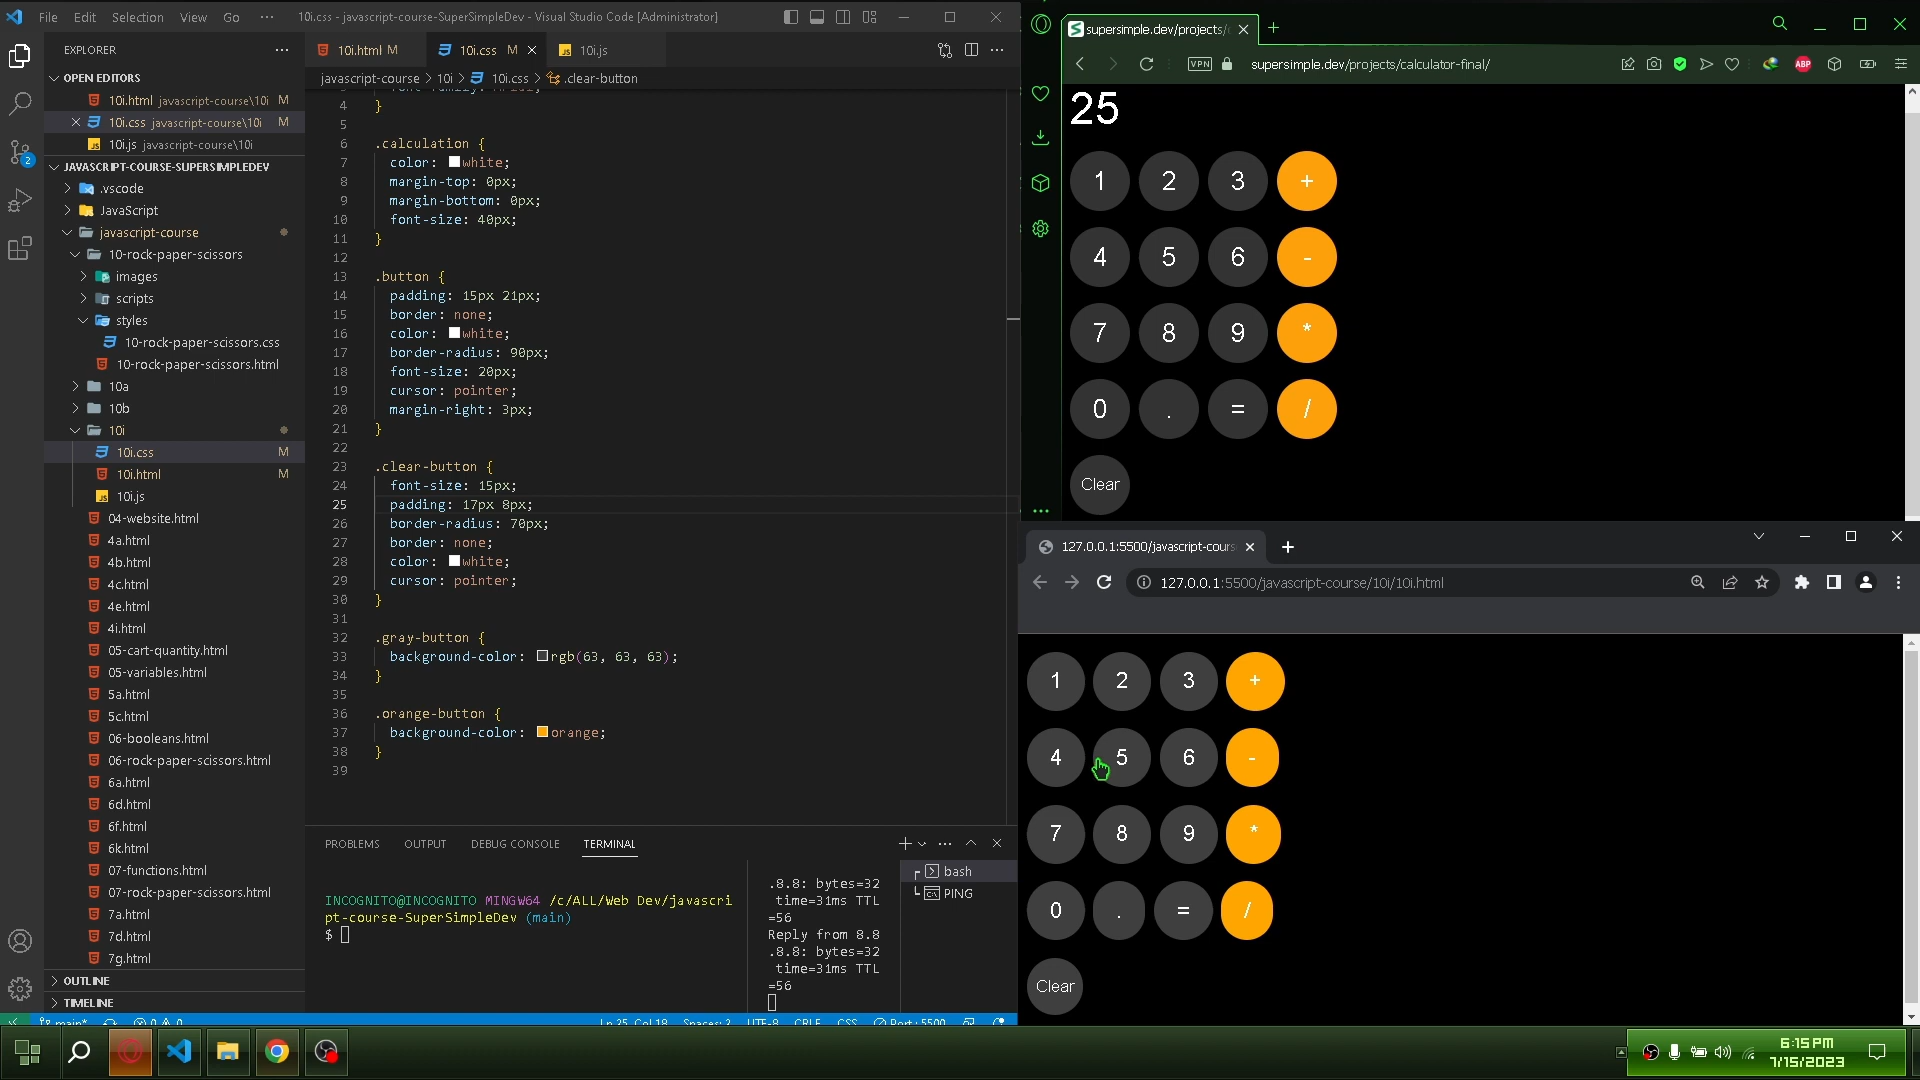 File Edit Selection View Go ··· 10i.css - javascript-course-SuperSimpleDev - Visual Studio Code [Administrator]
EXPLORER
OPEN EDITORS
10i.html javascript-course\10i M
10i.css javascript-course\10i M
10i.js javascript-course\10i
JAVASCRIPT-COURSE-SUPERSIMPLEDEV
.vscode
JavaScript
javascript-course
10-rock-paper-scissors
images
scripts
styles
10-rock-paper-scissors.css
10-rock-paper-scissors.html
10a
10b
10i
10i.css M
10i.html M
10i.js
04-website.html
4a.html
4b.html
4c.html
4e.html
4i.html
05-cart-quantity.html
05-variables.html
5a.html
5c.html
06-booleans.html
06-rock-paper-scissors.html
6a.html
6d.html
6f.html
6k.html
07-functions.html
07-rock-paper-scissors.html
7a.html
7d.html
7g.html
OUTLINE
TIMELINE
2
10i.html M 10i.css M 10i.js
javascript-course > 10i > 10i.css > .clear-button
4 }
5
6 .calculation {
7 color: white;
8 margin-top: 0px;
9 margin-bottom: 0px;
10 font-size: 40px;
11 }
12
13 .button {
14 padding: 15px 21px;
15 border: none;
16 color: white;
17 border-radius: 90px;
18 font-size: 20px;
19 cursor: pointer;
20 margin-right: 3px;
21 }
22
23 .clear-button {
24 font-size: 15px;
25 padding: 17px 8px;
26 border-radius: 70px;
27 border: none;
28 color: white;
29 cursor: pointer;
30 }
31
32 .gray-button {
33 background-color: rgb(63, 63, 63);
34 }
35
36 .orange-button {
37 background-color: orange;
38 }
39
PROBLEMS OUTPUT DEBUG CONSOLE TERMINAL
INCOGNITO@INCOGNITO MINGW64 /c/ALL/Web Dev/javascri
pt-course-SuperSimpleDev (main)
$
.8.8: bytes=32
time=31ms TTL
=56
Reply from 8.8
.8.8: bytes=32
time=31ms TTL
=56
bash
PING
main* 0 0 Ln 25, Col 18 Spaces: 2 UTF-8 CRLF CSS Port : 5500
supersimple.dev/projects/
VPN supersimple.dev/projects/calculator-final/
ABP
25
1 2 3 +
4 5 6 -
7 8 9 *
0 . = /
Clear
127.0.0.1:5500/javascript-cours
127.0.0.1:5500/javascript-course/10i/10i.html
1 2 3 +
4 5 6 -
7 8 9 *
0 . = /
Clear
6:15 PM
7/15/2023